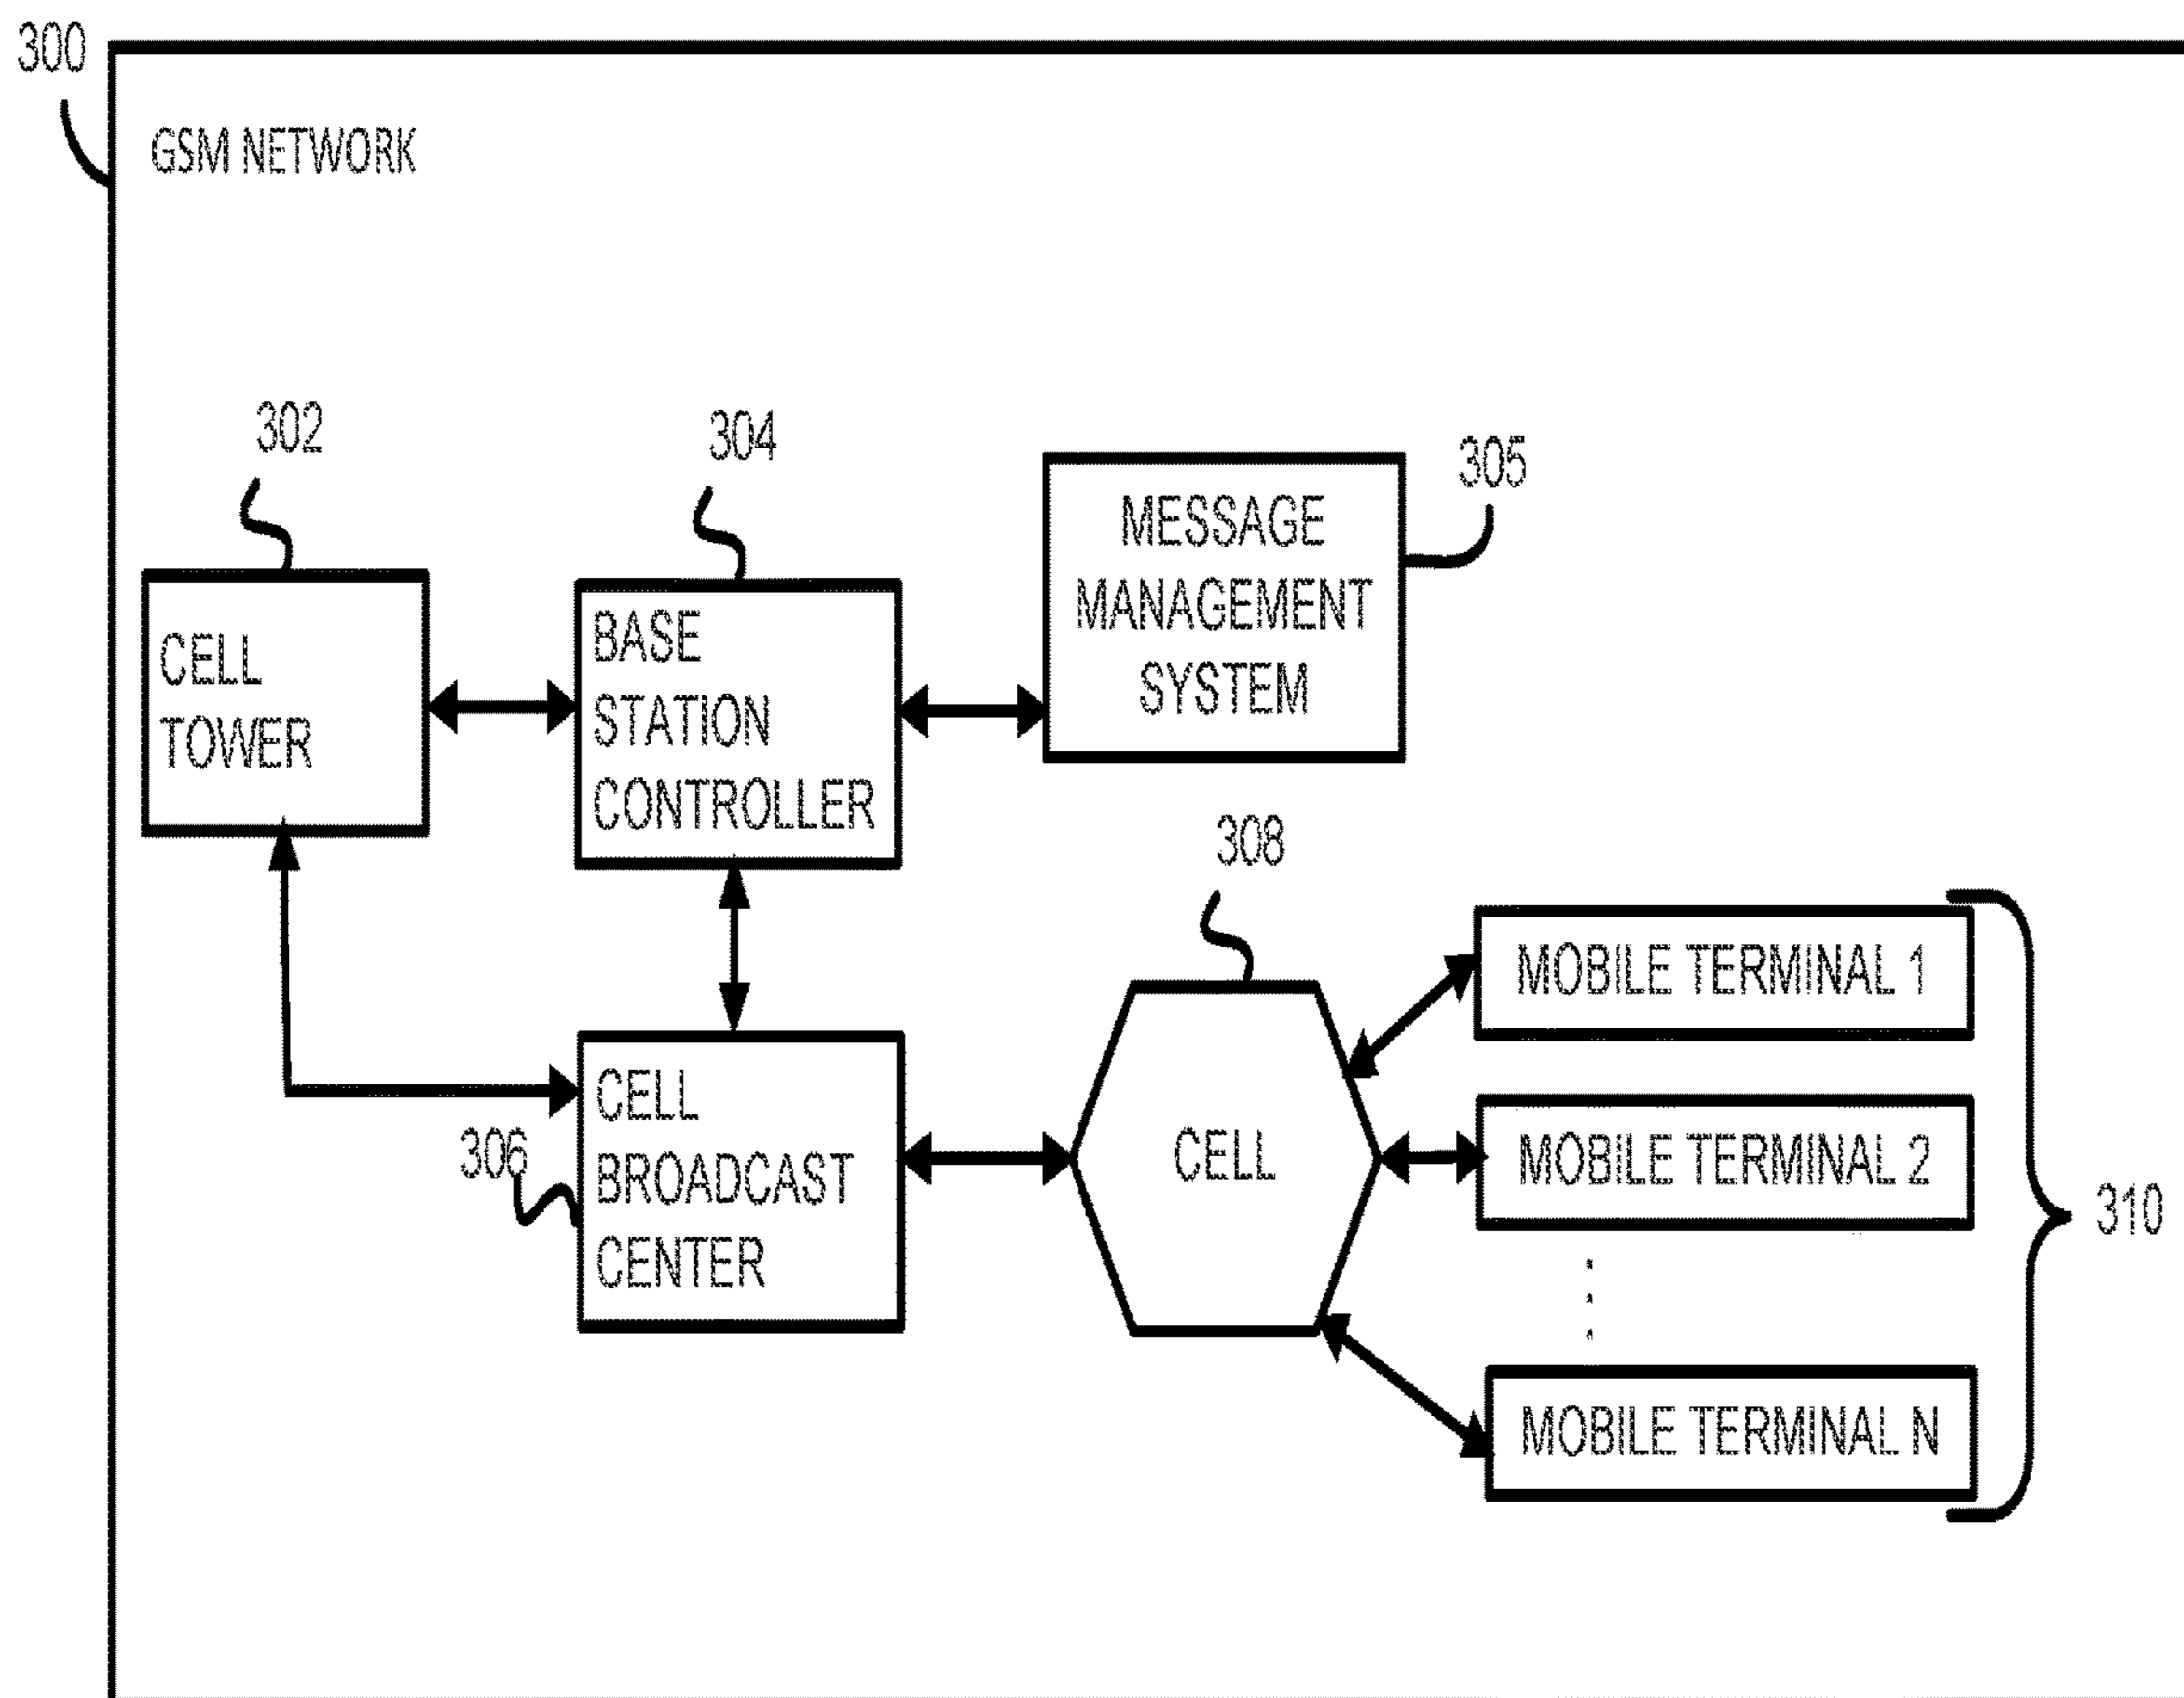 300
GSM NETWORK
302
304
305
MESSAGE
MANAGEMENT
SYSTEM
CELL
TOWER
BASE
STATION
CONTROLLER
308
MOBILE TERMINAL 1
306
CELL
BROADCAST
CENTER
CELL
MOBILE TERMINAL 2
310
MOBILE TERMINAL N